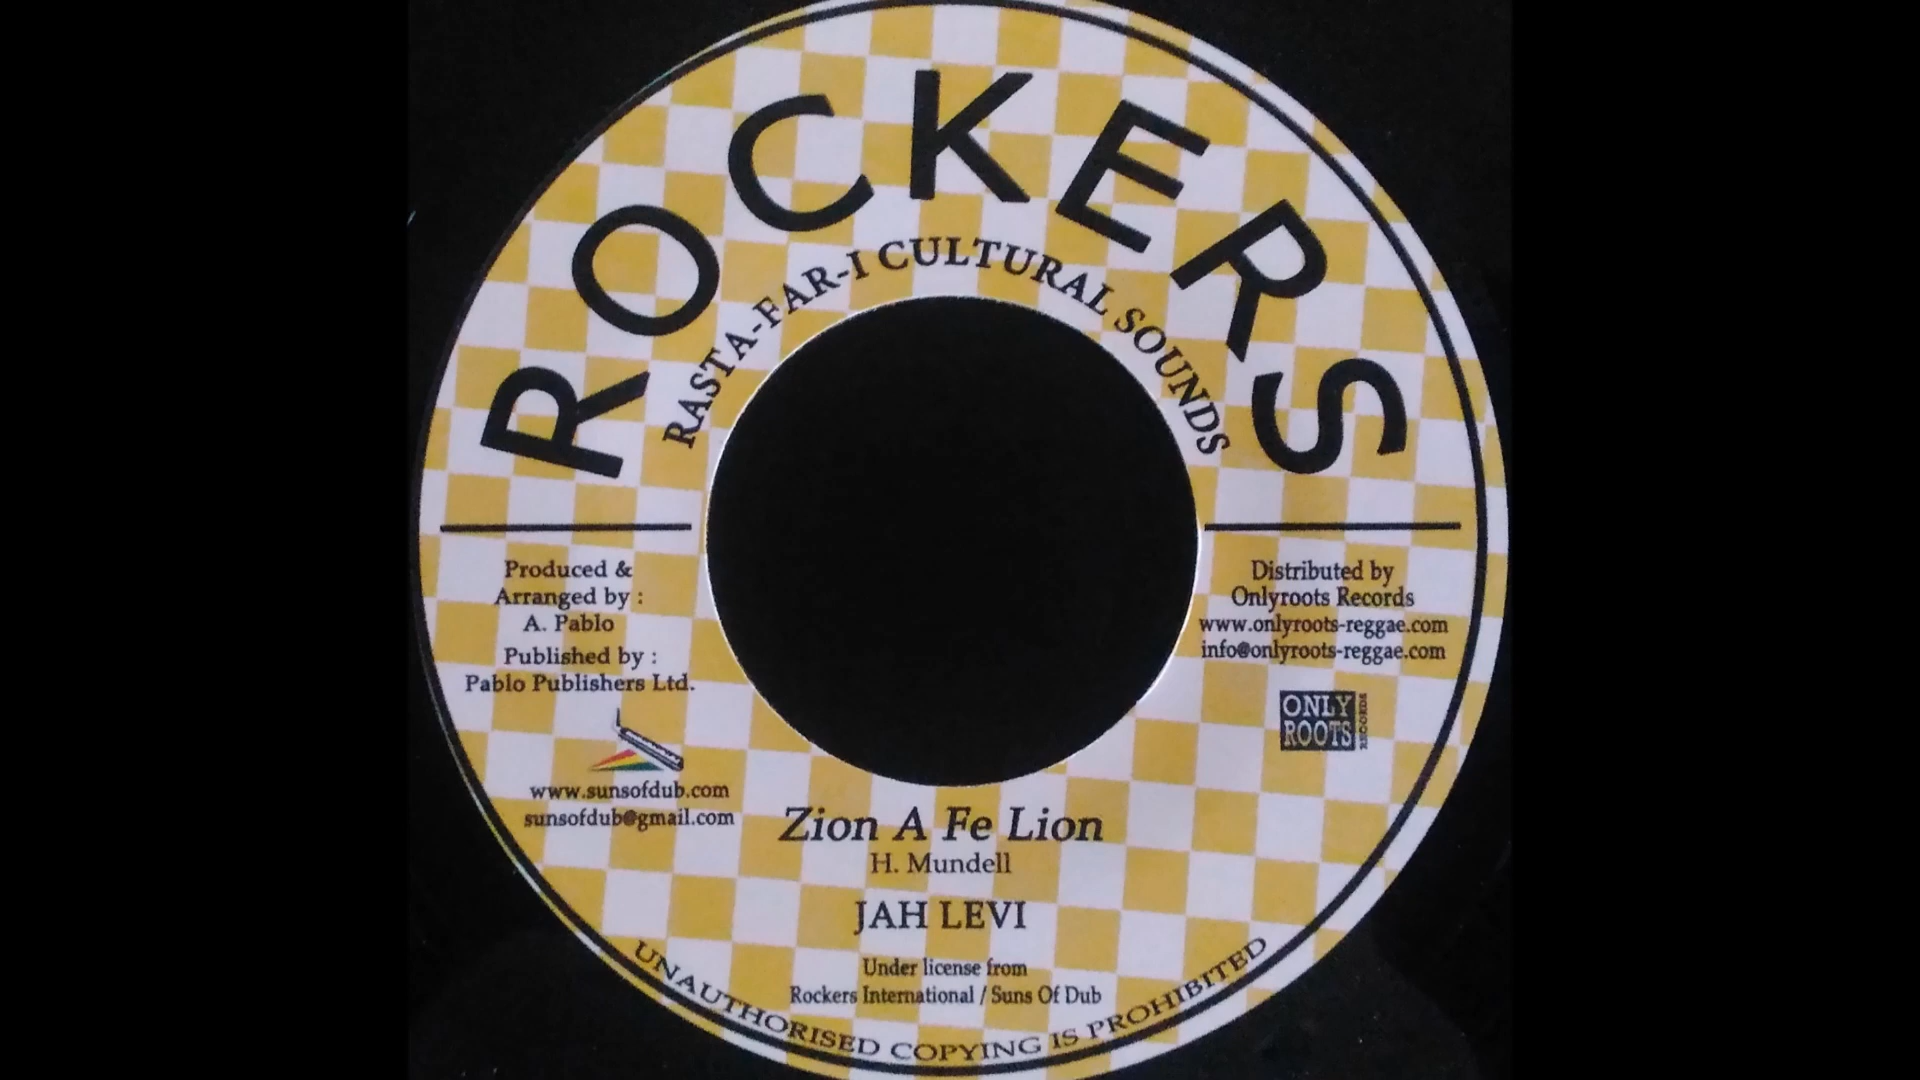 ROCKERS
RASTA-FAR-I CULTURAL SOUNDS
Produced &
Arranged by :
A. Pablo
Published by :
Pablo Publishers Ltd.
www.sunsofdub.com
sunsofdub@gmail.com
Distributed by
Onlyroots Records
www.onlyroots-reggae.com
info@onlyroots-reggae.com
ONLY
ROOTS
RECORDS
Zion A Fe Lion
H. Mundell
JAH LEVI
Under license from
Rockers International / Suns Of Dub
UNAUTHORISED COPYING IS PROHIBITED